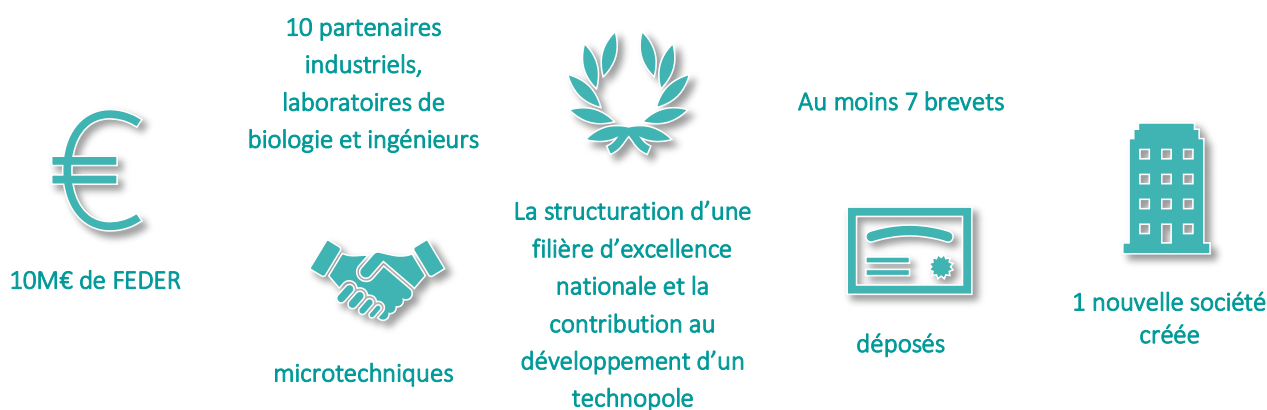 10M€ de FEDER
10 partenaires
industriels,
laboratoires de
biologie et ingénieurs
microtechniques
La structuration d’une
filière d’excellence
nationale et la
contribution au
développement d’un
technopole
Au moins 7 brevets
déposés
1 nouvelle société
créée